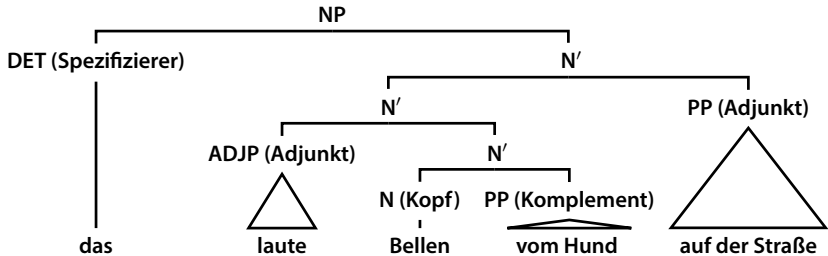 NP
DET (Spezifizierer) N′
N′ PP (Adjunkt)
ADJP (Adjunkt) N′
N (Kopf) PP (Komplement)
das laute Bellen vom Hund auf der Straße